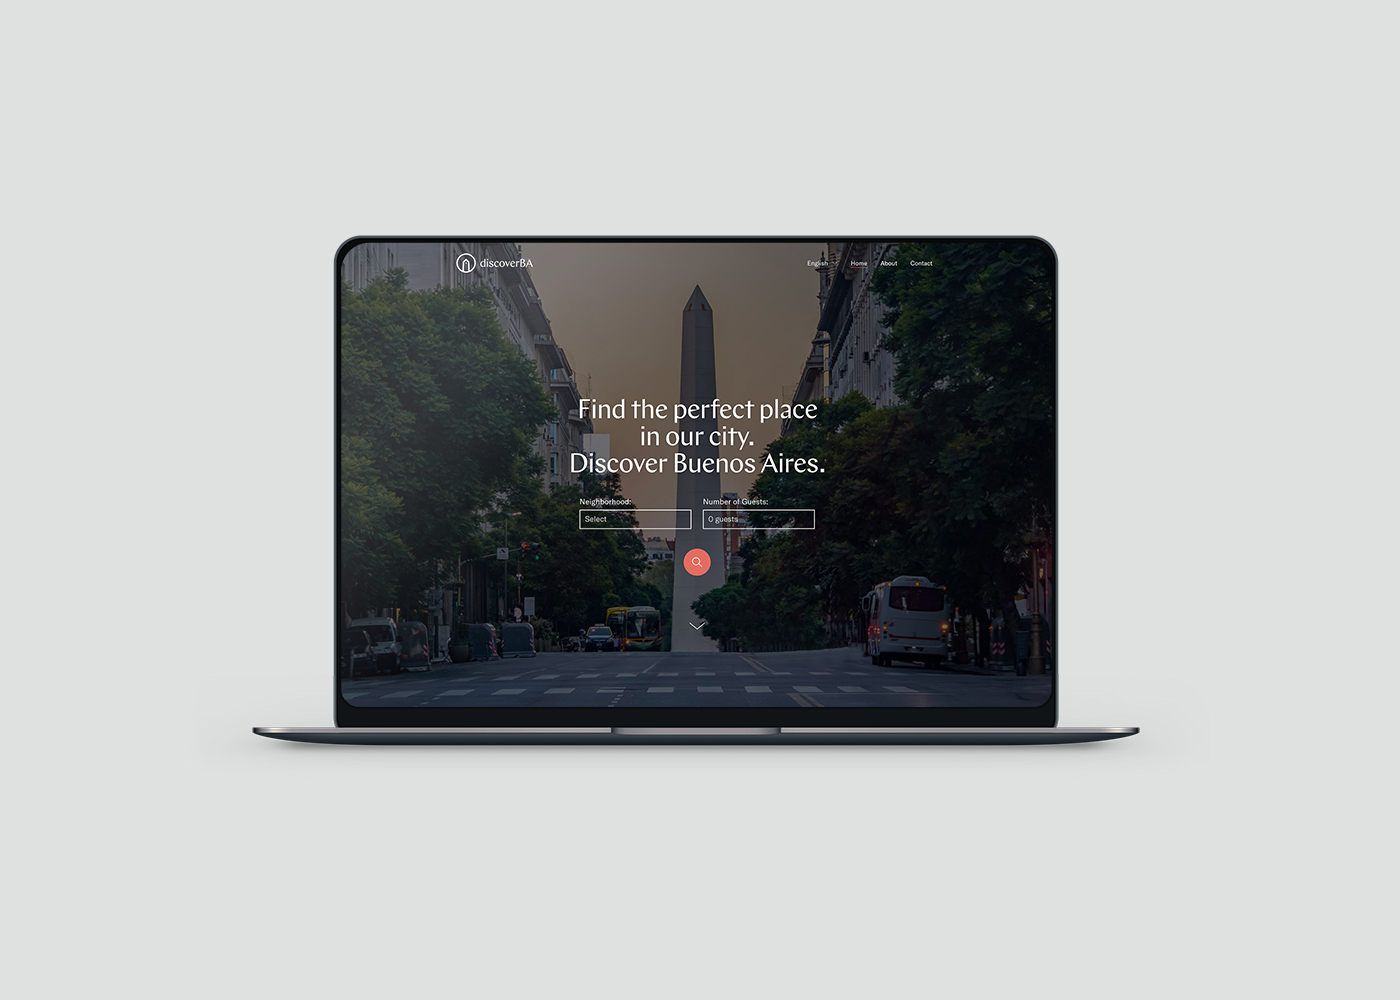 discoverBA
English
Home
About
Contact
Find the perfect place
in our city.
Discover Buenos Aires.
Neighborhood:
Number of Guests:
Select
0 guests